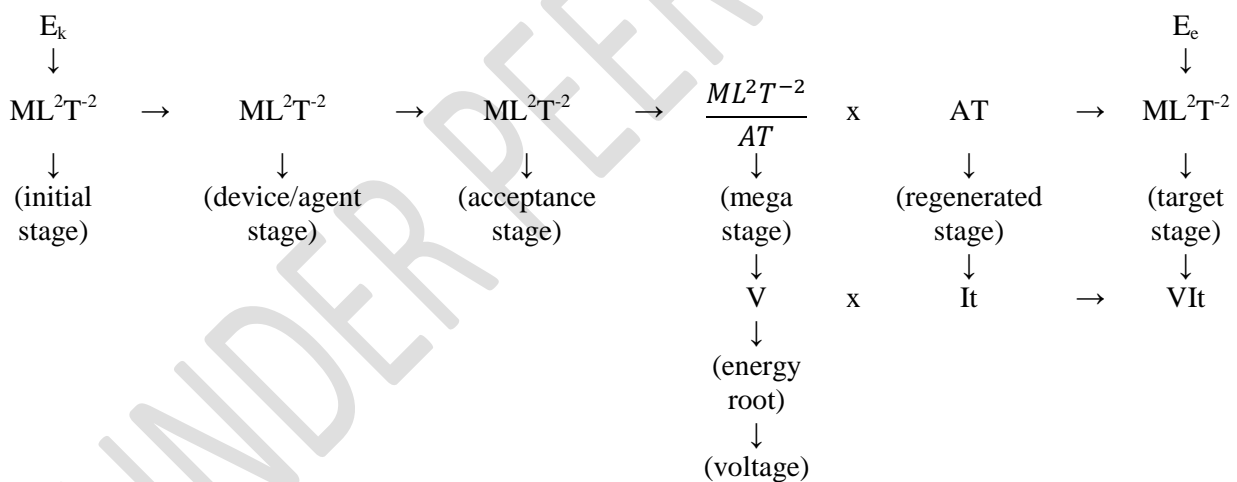 Eₖ Eₑ
↓ ↓
ML²T⁻² → ML²T⁻² → ML²T⁻² → 𝑀𝐿²𝑇⁻²/𝐴𝑇 x AT → ML²T⁻²
↓ ↓ ↓ ↓ ↓ ↓
(initial (device/agent (acceptance (mega (regenerated (target
stage) stage) stage) stage) stage) stage)
↓ ↓ ↓
V x It → VIt
↓
(energy
root)
↓
(voltage)
UNDER PEER